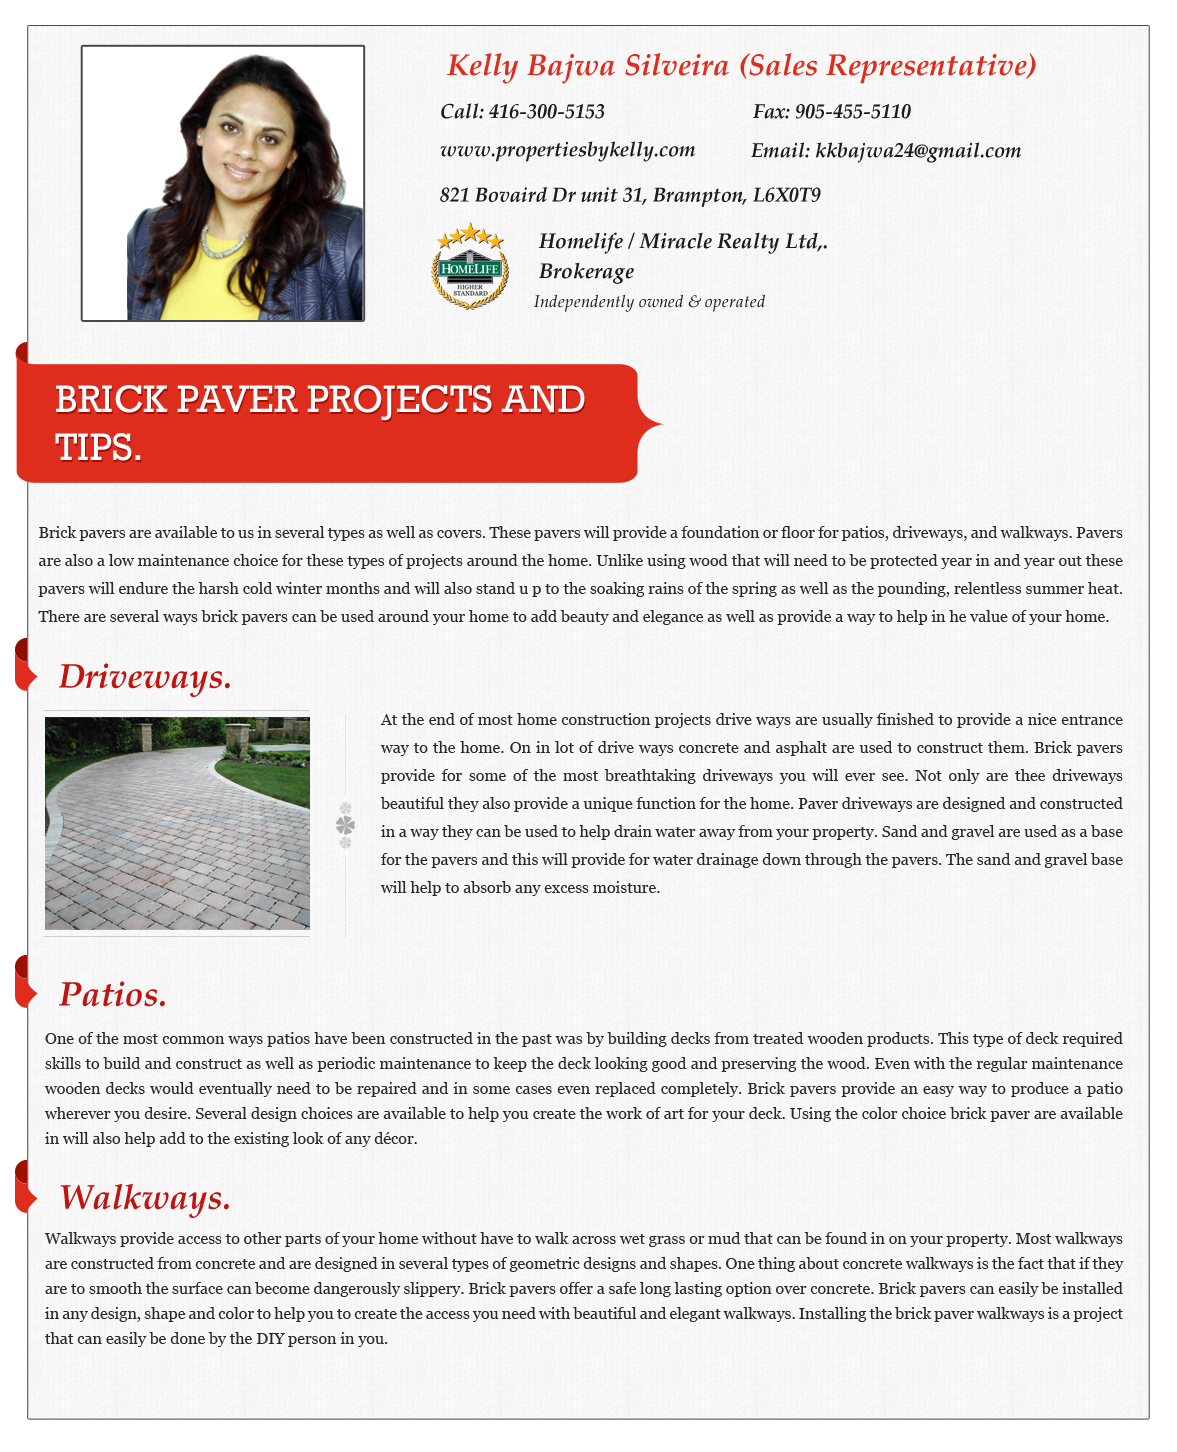 Kelly Bajwa Silveira (Sales Representative)
Call: 416-300-5153
Fax: 905-455-5110
www.propertiesbykelly.com
Email: kkbajwa24@gmail.com
821 Bovaird Dr unit 31, Brampton, L6X0T9
HOMELIFE
HIGHER
STANDARD
Homelife / Miracle Realty Ltd,.
Brokerage
Independently owned & operated
BRICK PAVER PROJECTS AND
TIPS.
Brick pavers are available to us in several types as well as covers. These pavers will provide a foundation or floor for patios, driveways, and walkways. Pavers
are also a low maintenance choice for these types of projects around the home. Unlike using wood that will need to be protected year in and year out these
pavers will endure the harsh cold winter months and will also stand u p to the soaking rains of the spring as well as the pounding, relentless summer heat.
There are several ways brick pavers can be used around your home to add beauty and elegance as well as provide a way to help in he value of your home.
Driveways.
At the end of most home construction projects drive ways are usually finished to provide a nice entrance
way to the home. On in lot of drive ways concrete and asphalt are used to construct them. Brick pavers
provide for some of the most breathtaking driveways you will ever see. Not only are thee driveways
beautiful they also provide a unique function for the home. Paver driveways are designed and constructed
in a way they can be used to help drain water away from your property. Sand and gravel are used as a base
for the pavers and this will provide for water drainage down through the pavers. The sand and gravel base
will help to absorb any excess moisture.
Patios.
One of the most common ways patios have been constructed in the past was by building decks from treated wooden products. This type of deck required
skills to build and construct as well as periodic maintenance to keep the deck looking good and preserving the wood. Even with the regular maintenance
wooden decks would eventually need to be repaired and in some cases even replaced completely. Brick pavers provide an easy way to produce a patio
wherever you desire. Several design choices are available to help you create the work of art for your deck. Using the color choice brick paver are available
in will also help add to the existing look of any décor.
Walkways.
Walkways provide access to other parts of your home without have to walk across wet grass or mud that can be found in on your property. Most walkways
are constructed from concrete and are designed in several types of geometric designs and shapes. One thing about concrete walkways is the fact that if they
are to smooth the surface can become dangerously slippery. Brick pavers offer a safe long lasting option over concrete. Brick pavers can easily be installed
in any design, shape and color to help you to create the access you need with beautiful and elegant walkways. Installing the brick paver walkways is a project
that can easily be done by the DIY person in you.